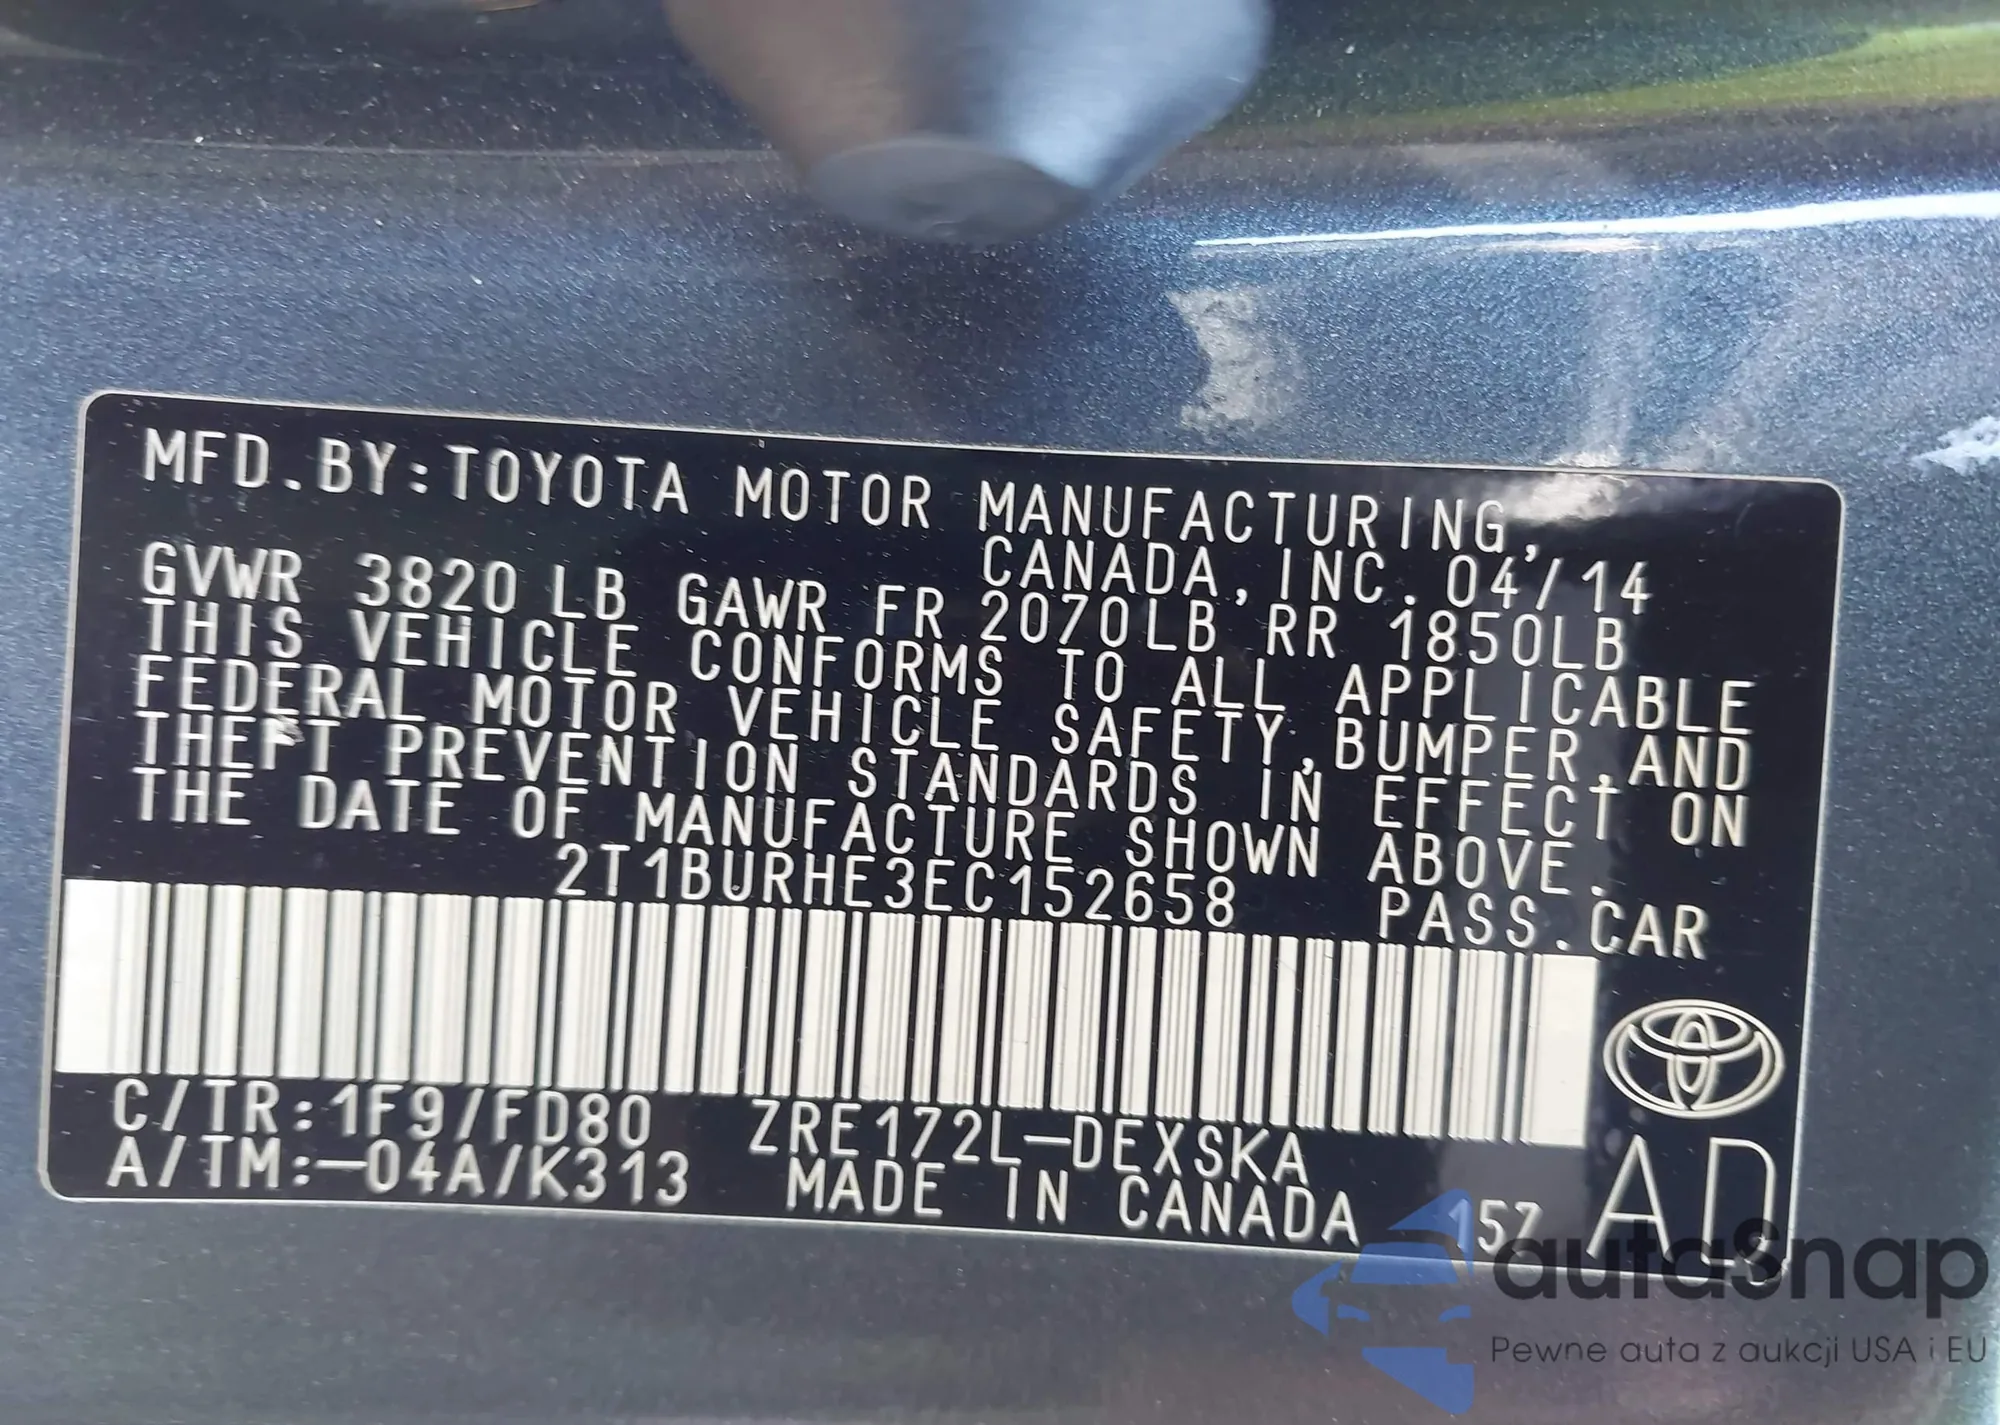 MFD.BY:TOYOTA MOTOR MANUFACTURING,
CANADA,INC. 04/14
GVWR 3820 LB GAWR FR 2070LB RR 1850LB
THIS VEHICLE CONFORMS TO ALL APPLICABLE
FEDERAL MOTOR VEHICLE SAFETY,BUMPER,AND
THEFT PREVENTION STANDARDS IN EFFECT ON
THE DATE OF MANUFACTURE SHOWN ABOVE.
2T1BURHE3EC152658 PASS.CAR
C/TR:1F9/FD80 ZRE172L-DEXSKA
A/TM:-04A/K313 MADE IN CANADA 157
AD
autaSnap
Pewne auta z aukcji USA i EU